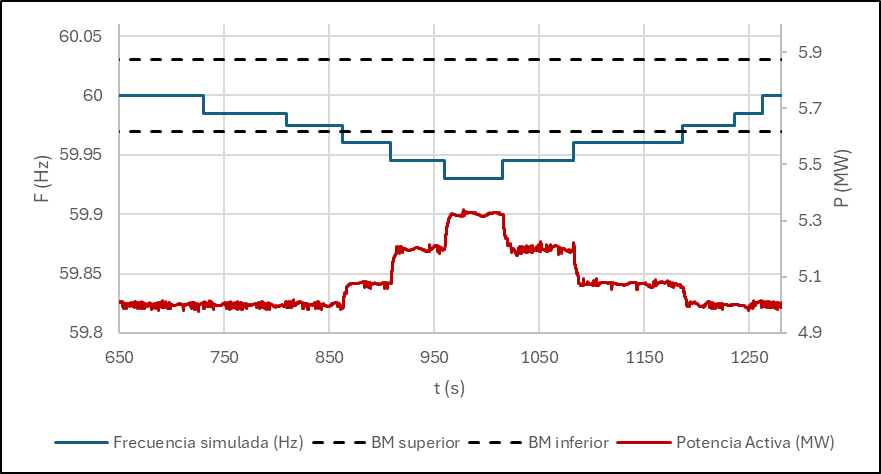 60.05
60
59.95
59.9
59.85
59.8
F (Hz)
5.9
5.7
5.5
5.3
5.1
4.9
P (MW)
650 750 850 950 1050 1150 1250
t (s)
Frecuencia simulada (Hz) BM superior BM inferior Potencia Activa (MW)